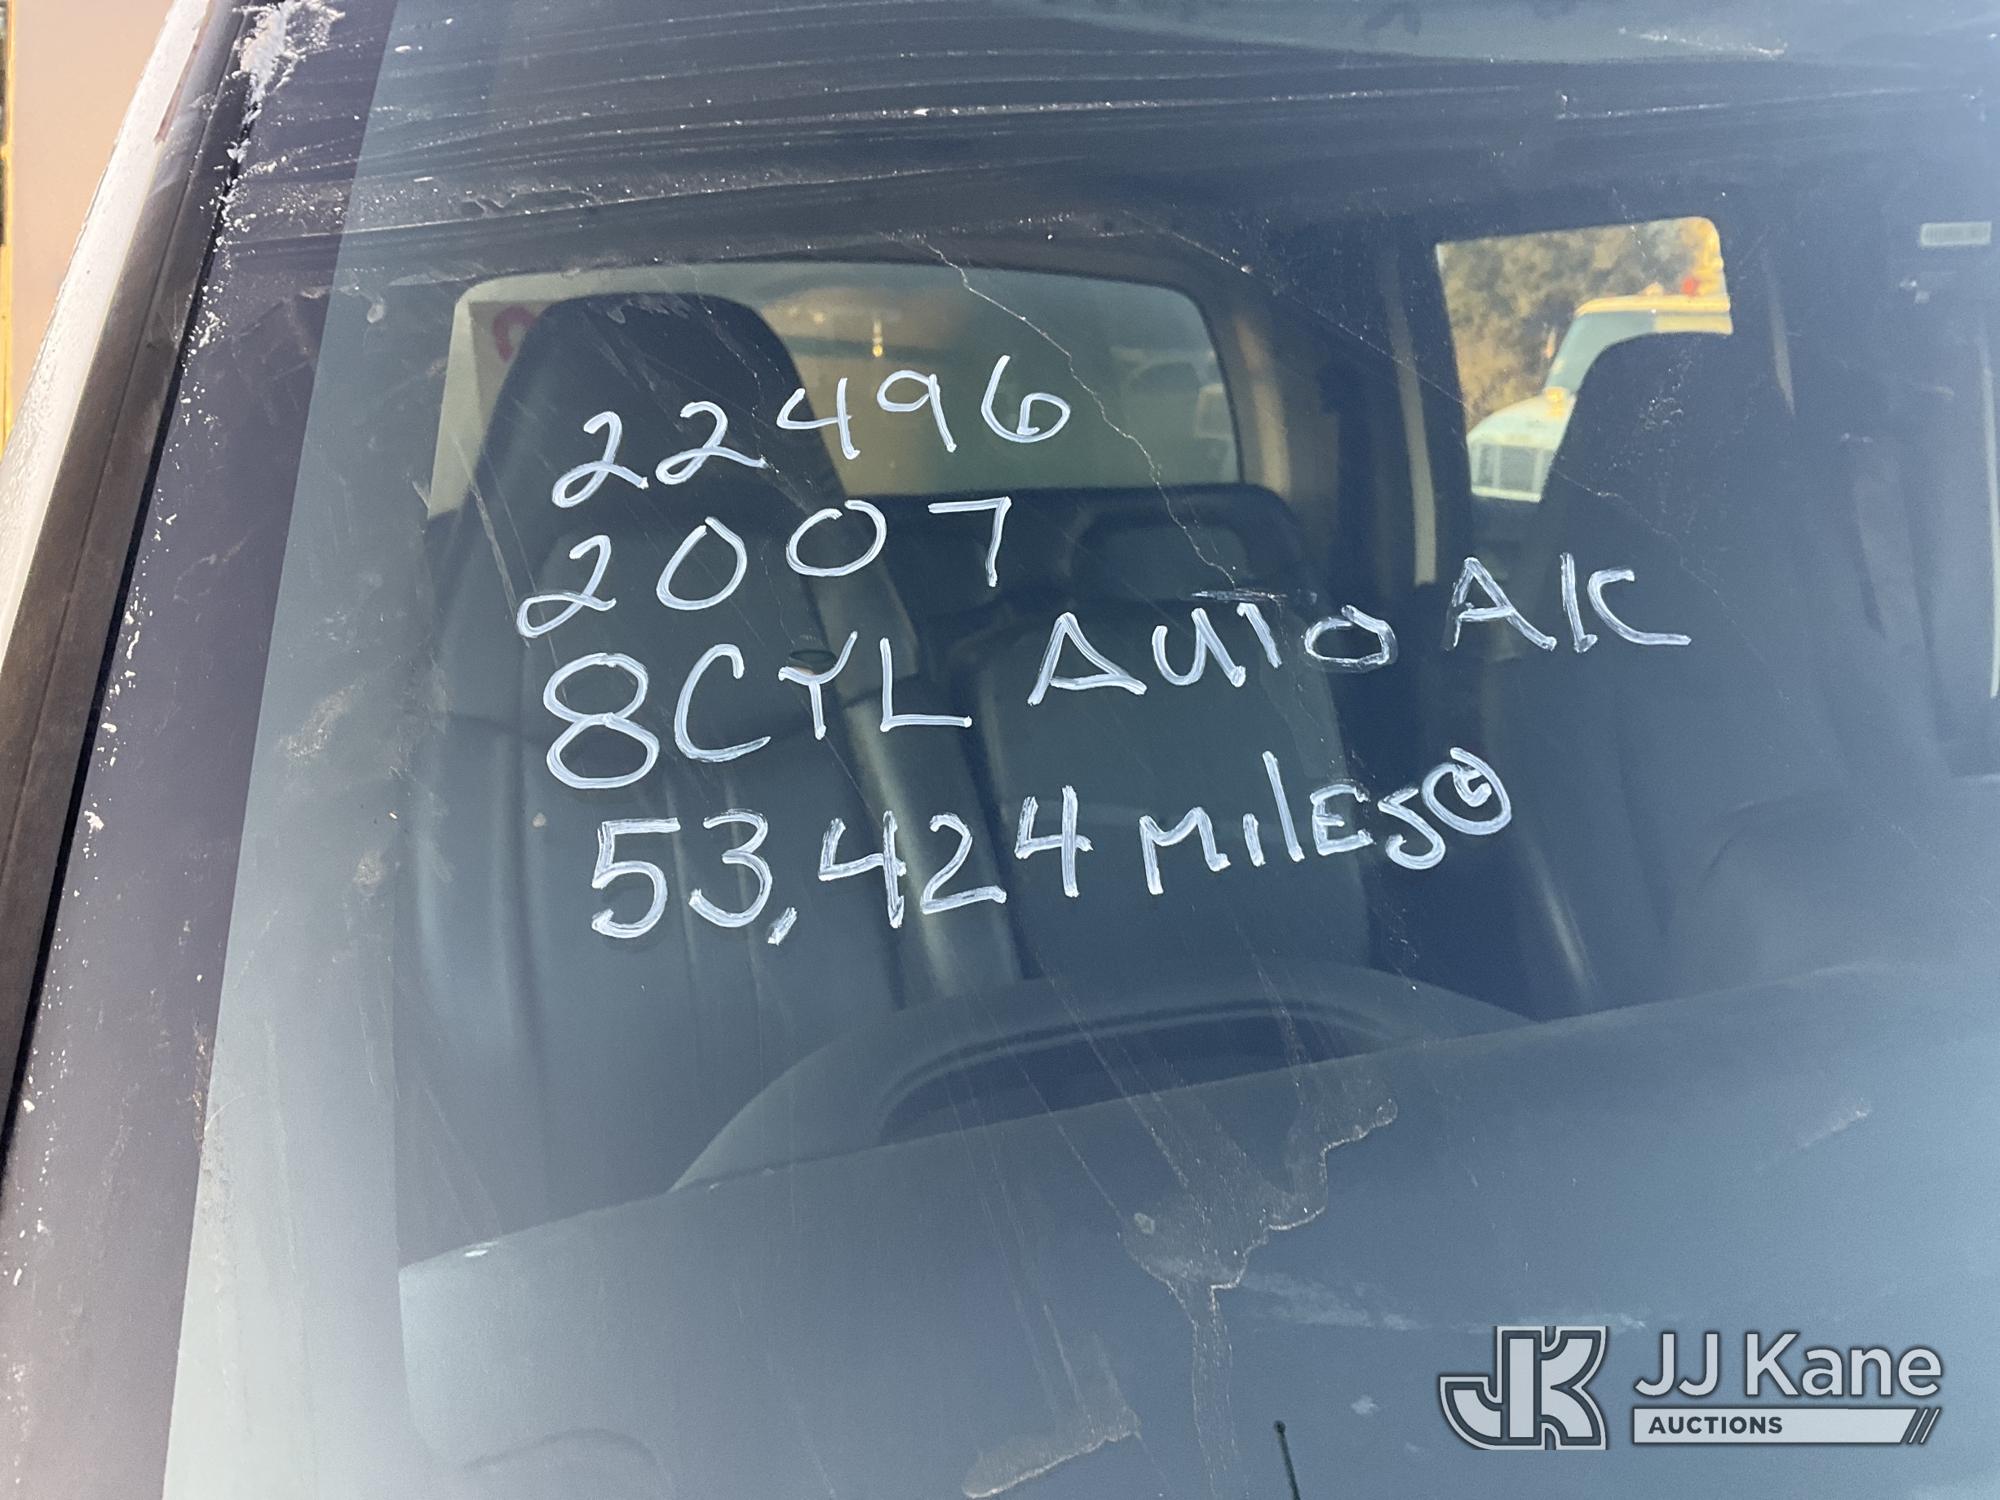 22496
2007
8CYL AUTO A/C
53,424 MILES
JJ Kane
AUCTIONS